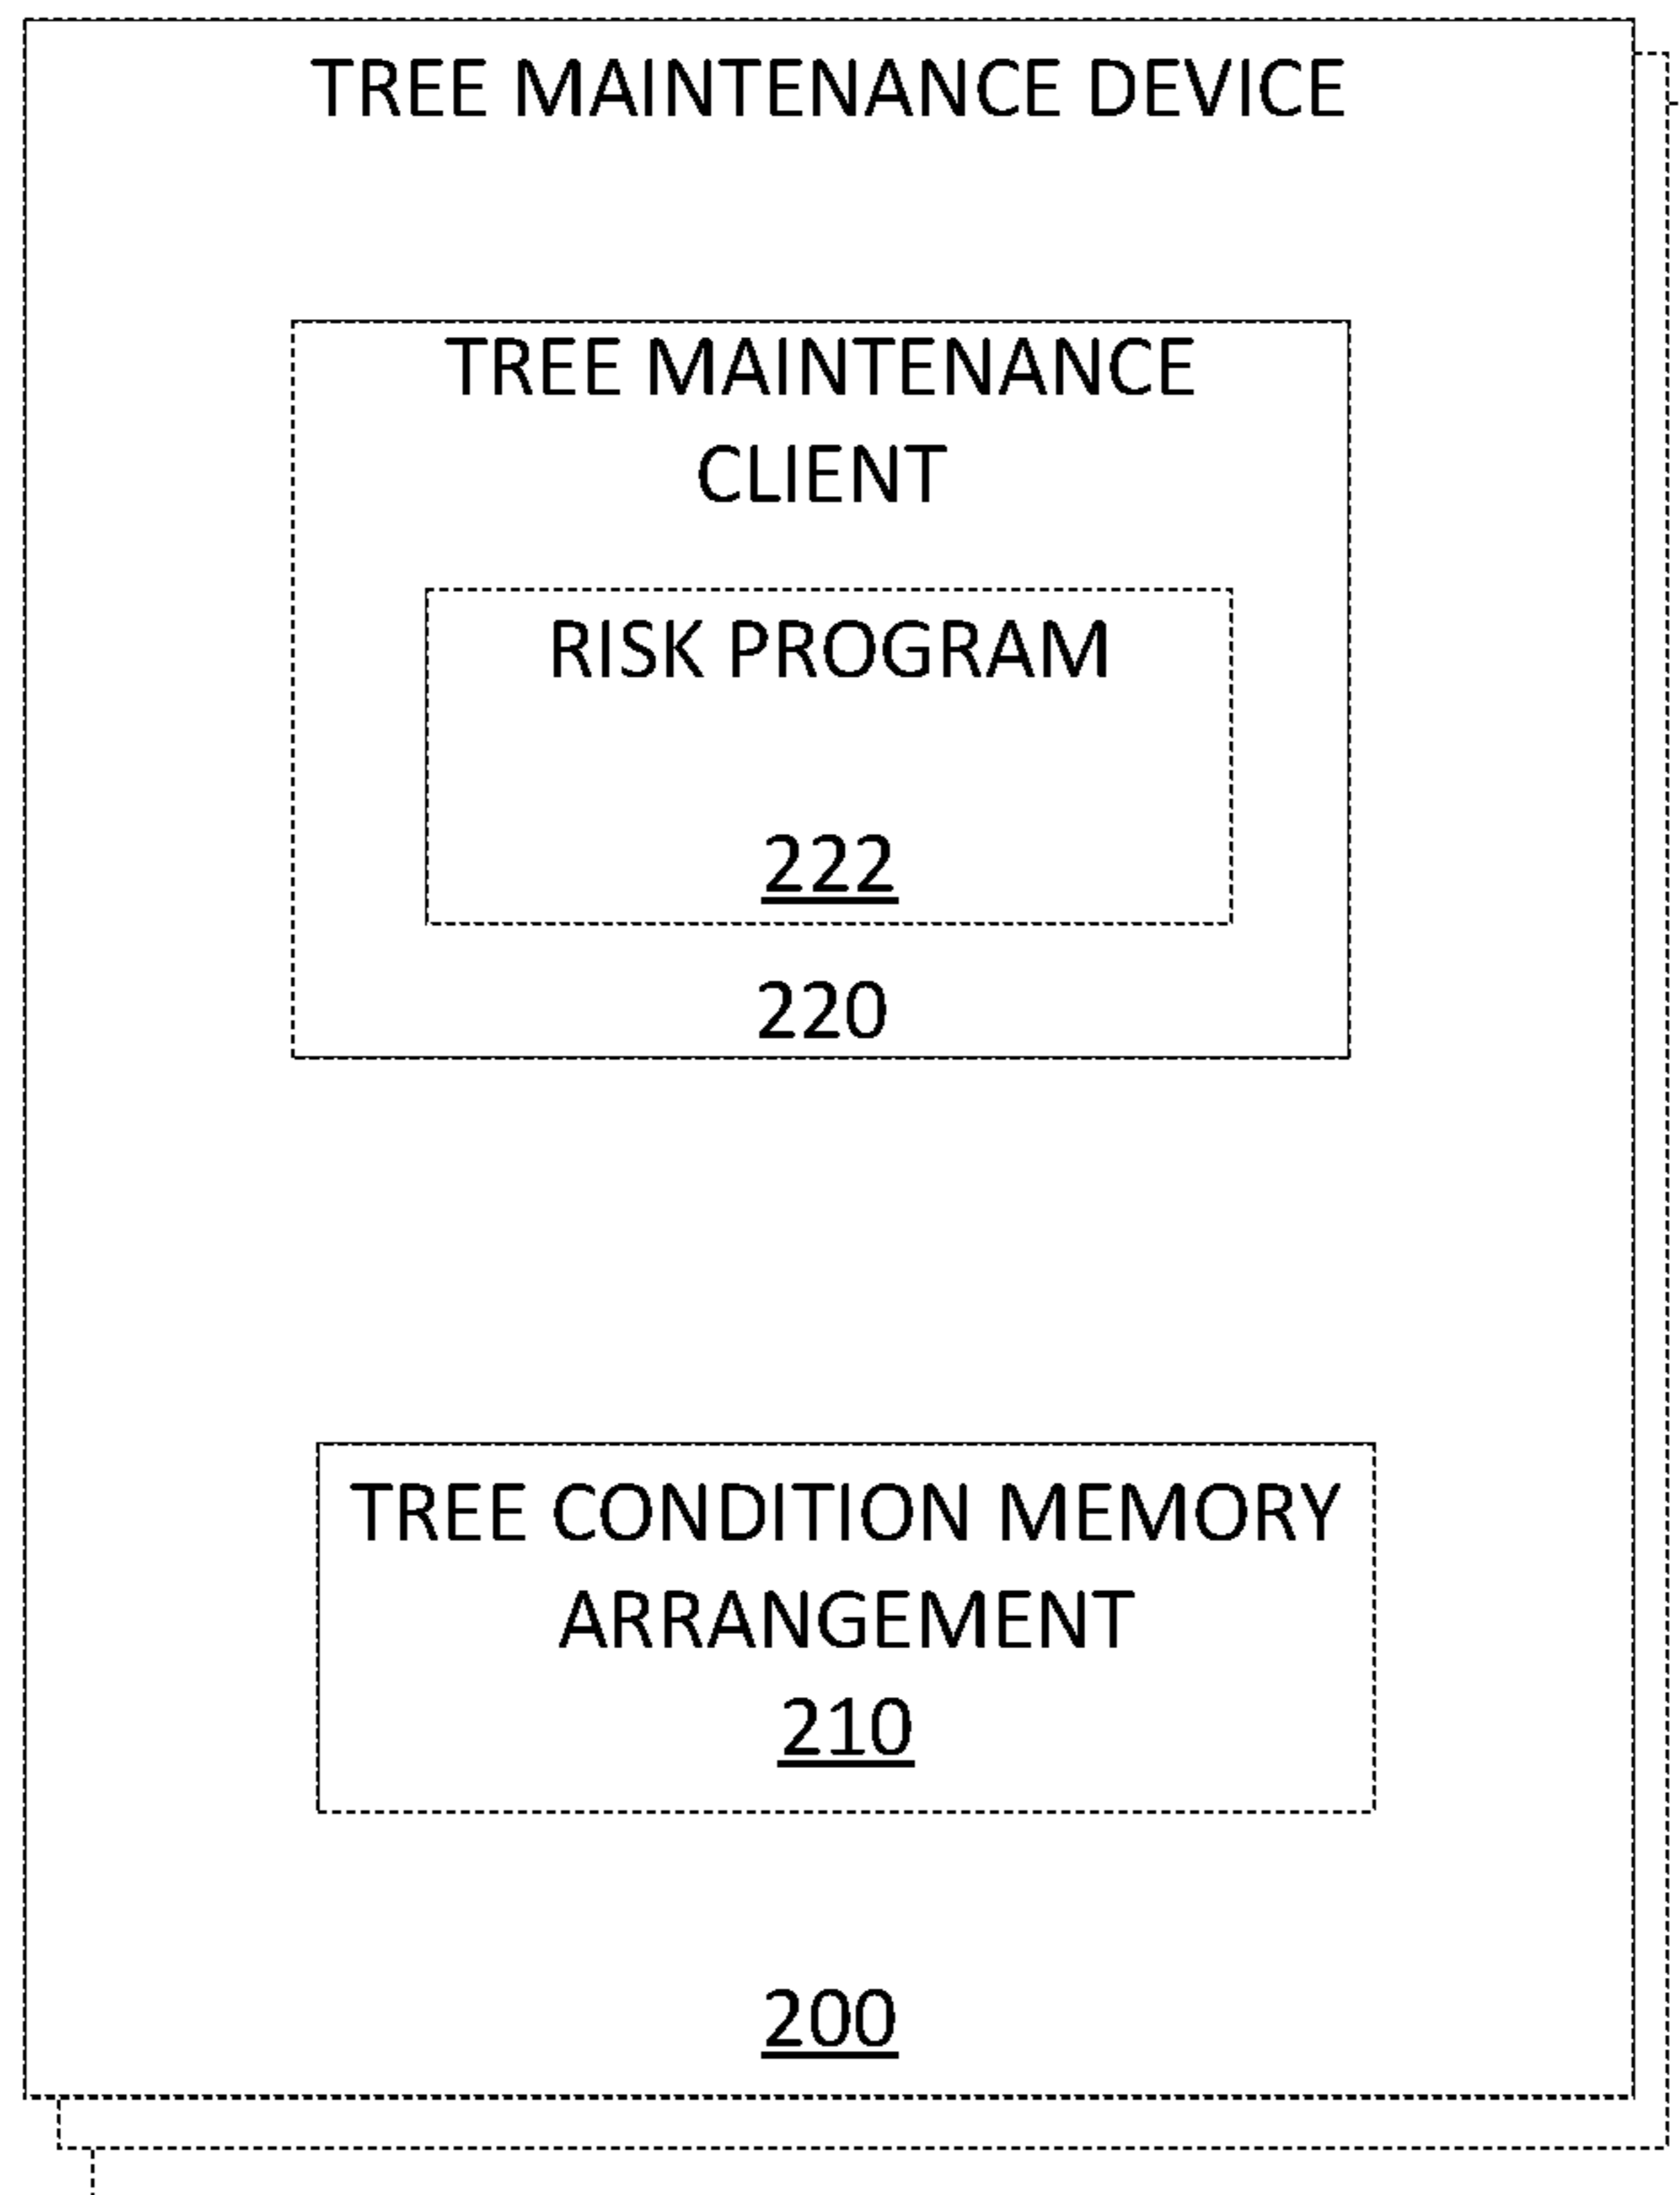 TREE MAINTENANCE DEVICE
TREE MAINTENANCE
CLIENT
RISK PROGRAM
222
220
TREE CONDITION MEMORY
ARRANGEMENT
210
200